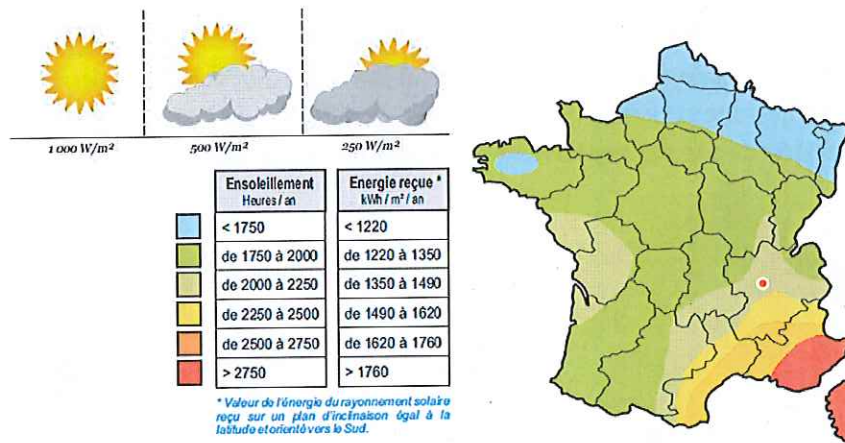 1 000 W/m²
500 W/m²
250 W/m²
Ensoleillement
Heures / an
Energie reçue *
kWh / m² / an
< 1750
< 1220
de 1750 à 2000
de 1220 à 1350
de 2000 à 2250
de 1350 à 1490
de 2250 à 2500
de 1490 à 1620
de 2500 à 2750
de 1620 à 1760
> 2750
> 1760
* Valeur de l'énergie du rayonnement solaire
reçu sur un plan d'inclinaison égal à la
latitude et orienté vers le Sud.